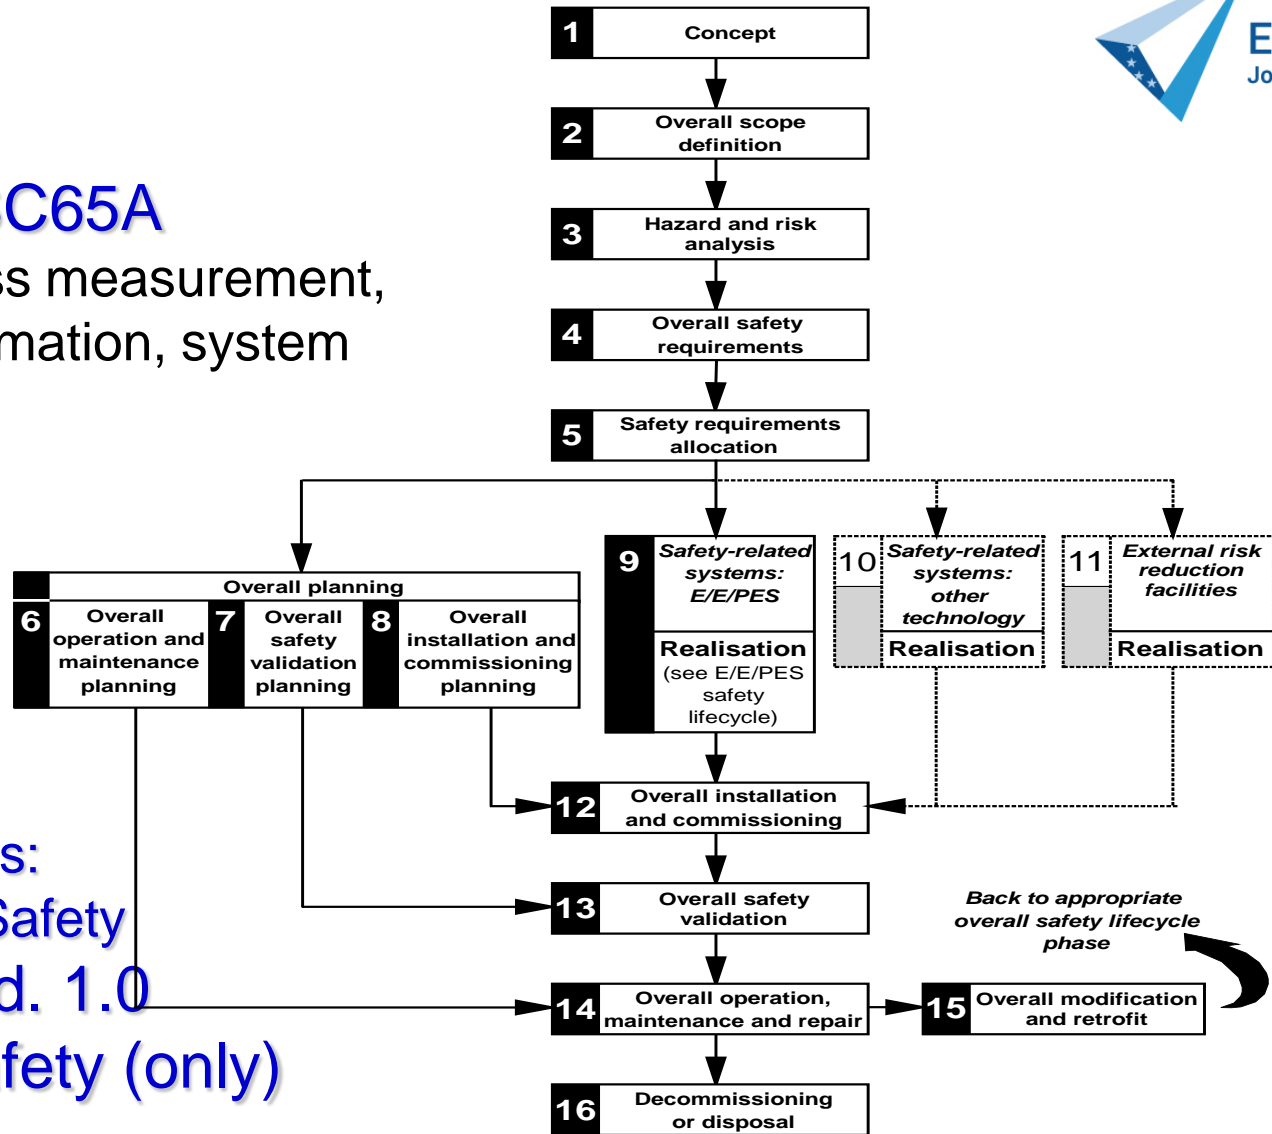 1 Concept
E
Jo
2 Overall scope
definition
C65A
3 Hazard and risk
analysis
ss measurement,
mation, system
4 Overall safety
requirements
5 Safety requirements
allocation
Overall planning
6 Overall
operation and
maintenance
planning
7 Overall
safety
validation
planning
8 Overall
installation and
commissioning
planning
9 Safety-related
systems:
E/E/PES
Realisation
(see E/E/PES
safety
lifecycle)
10 Safety-related
systems:
other
technology
Realisation
11 External risk
reduction
facilities
Realisation
12 Overall installation
and commissioning
s:
Safety
d. 1.0
fety (only)
13 Overall safety
validation
Back to appropriate
overall safety lifecycle
phase
14 Overall operation,
maintenance and repair
15 Overall modification
and retrofit
16 Decommissioning
or disposal